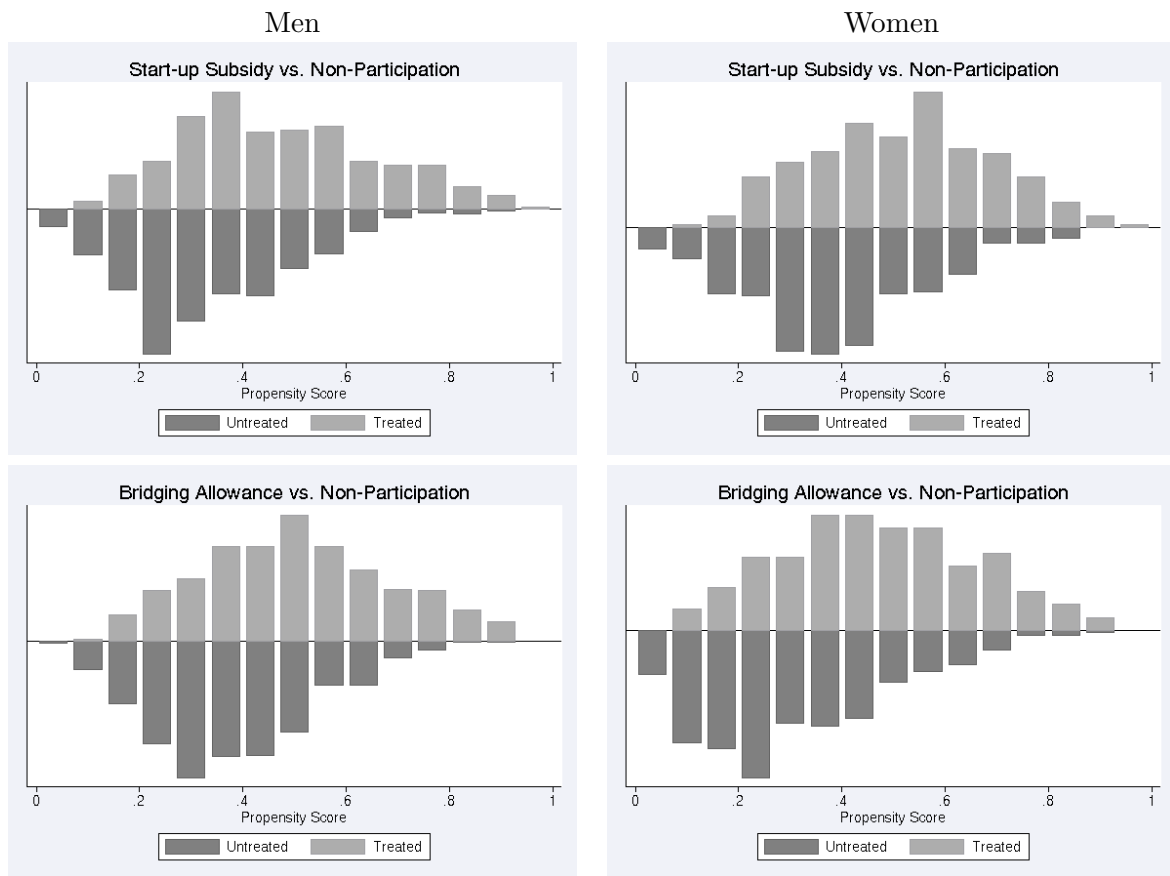 Men
Women
Start-up Subsidy vs. Non-Participation
0 .2 .4 .6 .8 1
Propensity Score
Untreated Treated
Start-up Subsidy vs. Non-Participation
0 .2 .4 .6 .8 1
Propensity Score
Untreated Treated
Bridging Allowance vs. Non-Participation
0 .2 .4 .6 .8 1
Propensity Score
Untreated Treated
Bridging Allowance vs. Non-Participation
0 .2 .4 .6 .8 1
Propensity Score
Untreated Treated